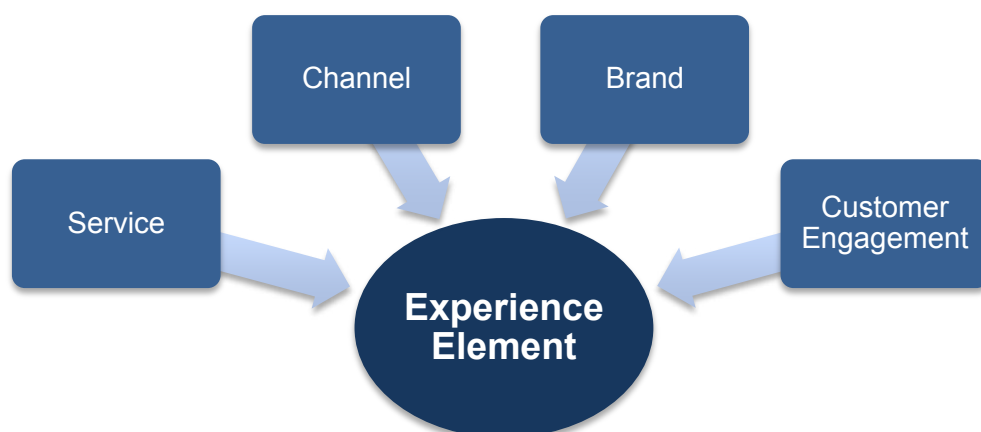 Channel
Brand
Service
Customer
Engagement
Experience
Element